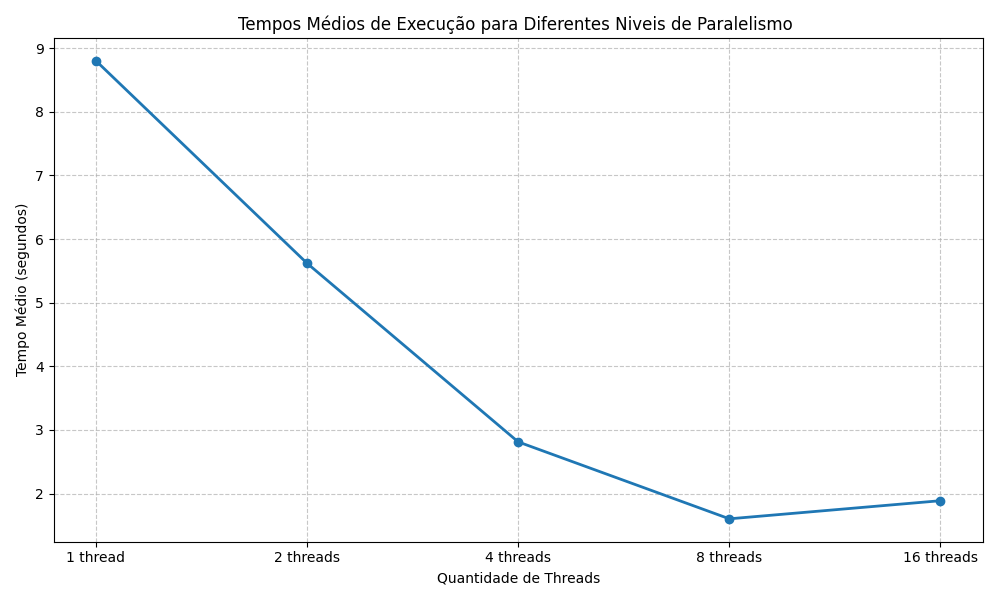 Tempos Médios de Execução para Diferentes Niveis de Paralelismo
Tempo Médio (segundos)
9
8
7
6
5
4
3
2
1 thread
2 threads
4 threads
8 threads
16 threads
Quantidade de Threads